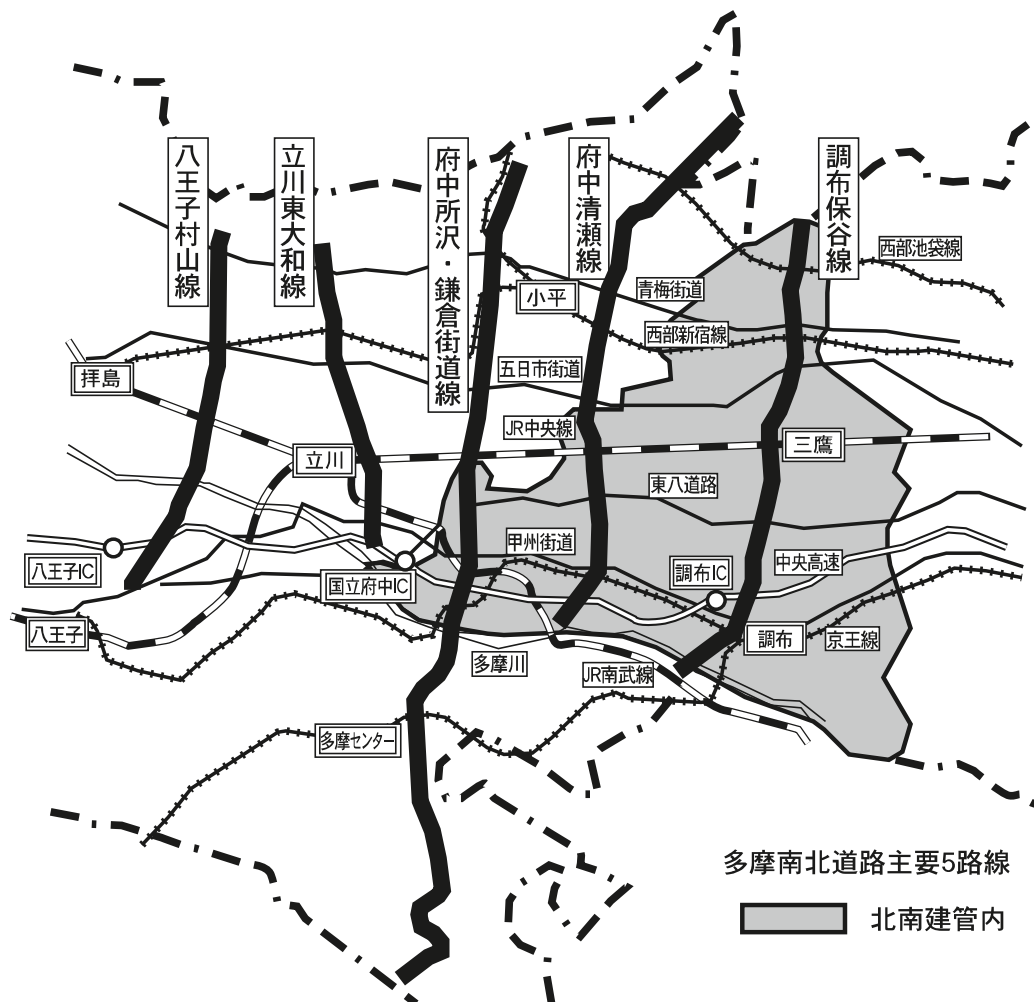 八王子村山線
立川東大和線
府中所沢・鎌倉街道線
府中清瀬線
調布保谷線
西部池袋線
小平
青梅街道
西部新宿線
拝島
五日市街道
JR中央線
三鷹
立川
東八道路
甲州街道
中央高速
八王子IC
国立府中IC
調布IC
八王子
調布
京王線
多摩川
JR南武線
多摩センター
多摩南北道路主要5路線
北南建管内